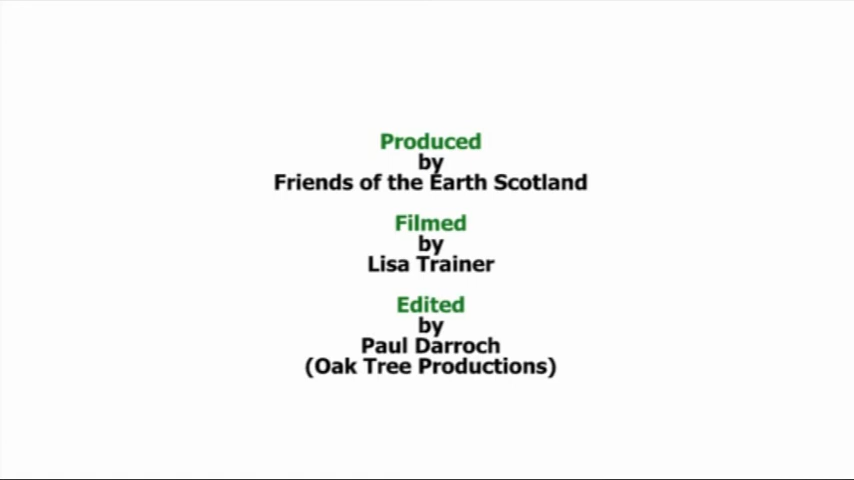 Produced
by
Friends of the Earth Scotland
Filmed
by
Lisa Trainer
Edited
by
Paul Darroch
(Oak Tree Productions)